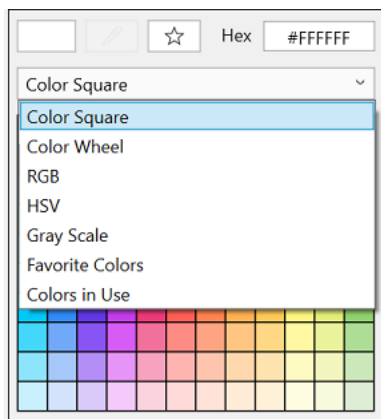 Hex #FFFFFF
Color Square
Color Square
Color Wheel
RGB
HSV
Gray Scale
Favorite Colors
Colors in Use